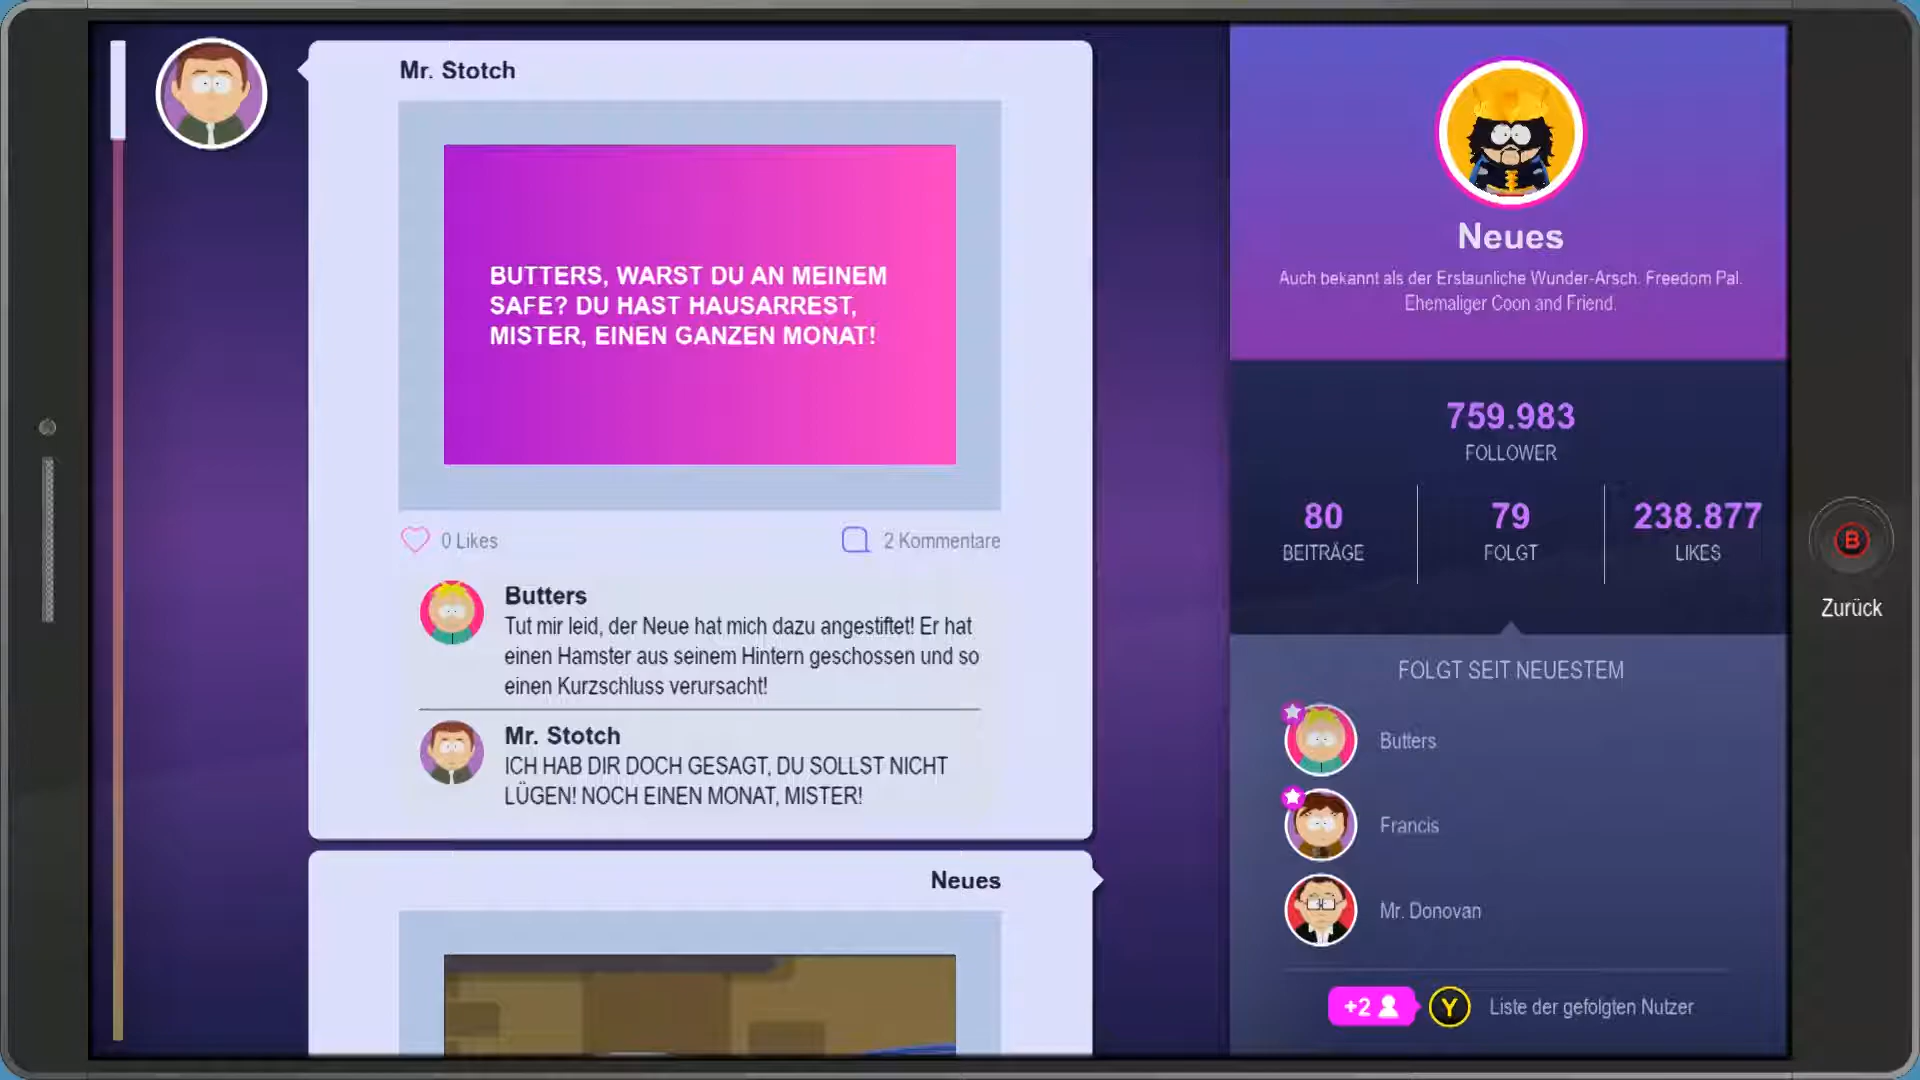 Mr. Stotch
BUTTERS, WARST DU AN MEINEM
SAFE? DU HAST HAUSARREST,
MISTER, EINEN GANZEN MONAT!
0 Likes
2 Kommentare
Butters
Tut mir leid, der Neue hat mich dazu angestiftet! Er hat
einen Hamster aus seinem Hintern geschossen und so
einen Kurzschluss verursacht!
Mr. Stotch
ICH HAB DIR DOCH GESAGT, DU SOLLST NICHT
LÜGEN! NOCH EINEN MONAT, MISTER!
Neues
Neues
Auch bekannt als der Erstaunliche Wunder-Arsch. Freedom Pal.
Ehemaliger Coon and Friend.
759.983
FOLLOWER
80
BEITRÄGE
79
FOLGT
238.877
LIKES
FOLGT SEIT NEUESTEM
Butters
Francis
Mr. Donovan
+2
Y
Liste der gefolgten Nutzer
B
Zurück